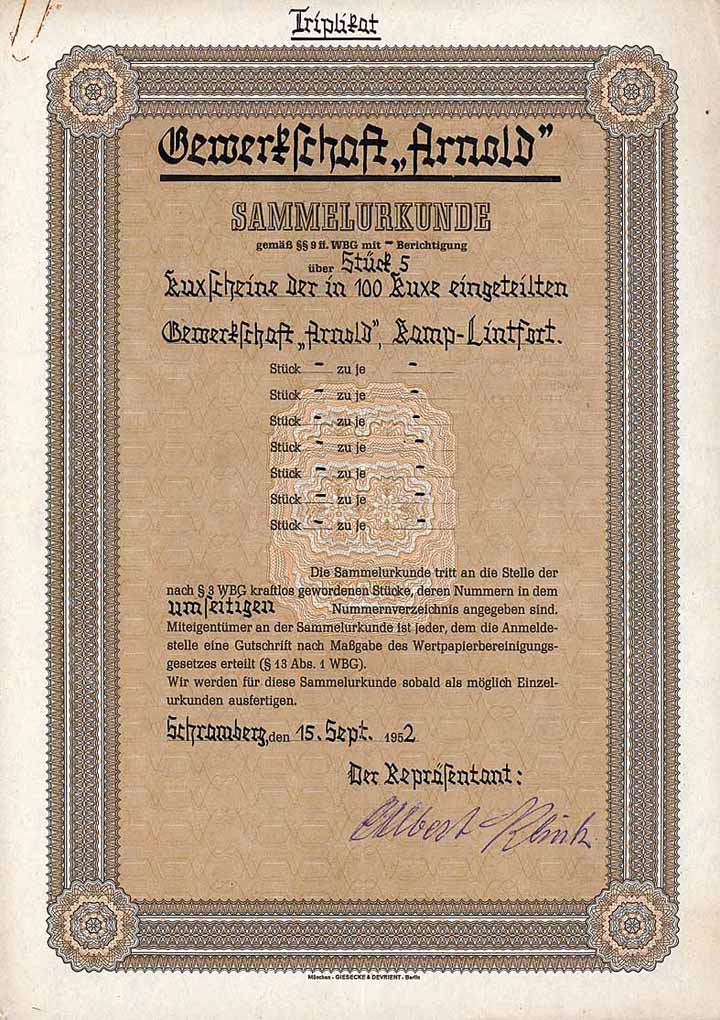 Triplikat
Gewerkschaft „Arnold”
SAMMELURKUNDE
gemäß §§ 9 ff. WBG mit - Berichtigung
über Stück 5
Kuxscheine der in 100 Kuxe eingeteilten
Gewerkschaft „Arnold”, Kamp-Lintfort.
Stück - zu je -
Stück - zu je -
Stück - zu je -
Stück - zu je -
Stück - zu je -
Stück - zu je -
Stück - zu je -
Die Sammelurkunde tritt an die Stelle der
nach § 3 WBG kraftlos gewordenen Stücke, deren Nummern in dem
umseitigen Nummernverzeichnis angegeben sind.
Miteigentümer an der Sammelurkunde ist jeder, dem die Anmelde-
stelle eine Gutschrift nach Maßgabe des Wertpapierbereinigungs-
gesetzes erteilt (§ 13 Abs. 1 WBG).
Wir werden für diese Sammelurkunde sobald als möglich Einzel-
urkunden ausfertigen.
Schramberg, den 15. Sept. 1952
Der Repräsentant:
Albert Klink
München - GIESECKE & DEVRIENT - Berlin